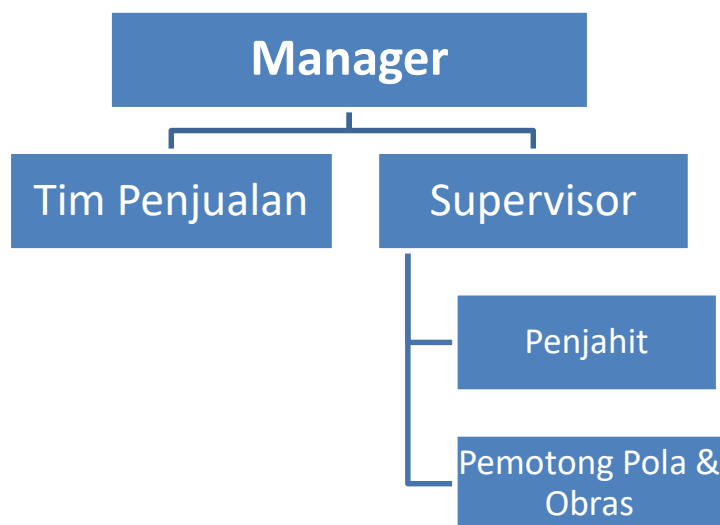 Manager
Tim Penjualan
Supervisor
Penjahit
Pemotong Pola &
Obras